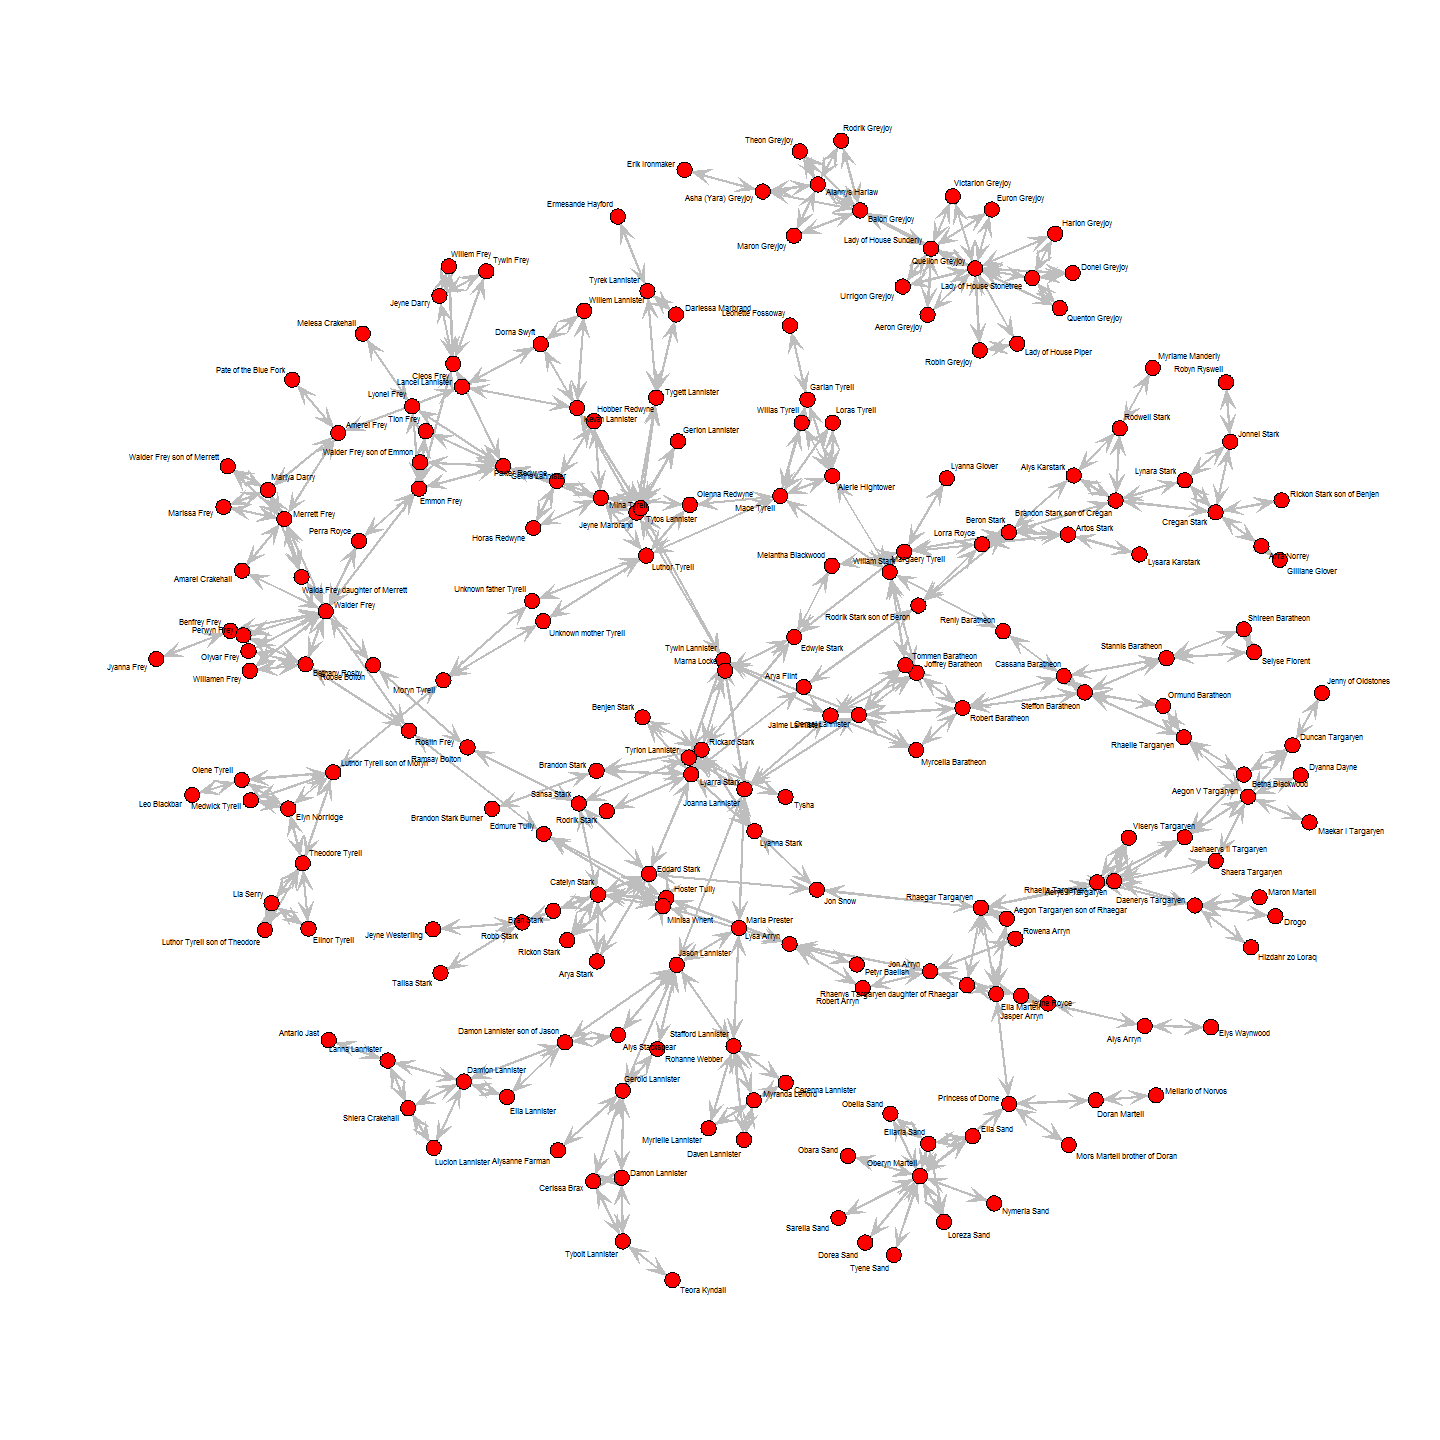 Rodrik Greyjoy
Theon Greyjoy
Erik Ironmaker
Alannys Harlaw
Asha (Yara) Greyjoy
Victarion Greyjoy
Euron Greyjoy
Ermesande Hayford
Balon Greyjoy
Harlon Greyjoy
Maron Greyjoy
Lady of House Sunderly
Willem Frey
Tywin Frey
Quellon Greyjoy
Donel Greyjoy
Tyrek Lannister
Lady of House Stonetree
Urrigon Greyjoy
Jeyne Darry
Willem Lannister
Darlessa Marbrand
Leonette Fossoway
Quenton Greyjoy
Melesa Crakehall
Aeron Greyjoy
Dorna Swyft
Lady of House Piper
Robin Greyjoy
Myriame Manderly
Pate of the Blue Fork
Robyn Ryswell
Cleos Frey
Lancel Lannister
Lyonel Frey
Tygett Lannister
Garlan Tyrell
Hobber Redwyne
Kevan Lannister
Willas Tyrell
Loras Tyrell
Tion Frey
Rodwell Stark
Amerei Frey
Gerion Lannister
Jonnel Stark
Walder Frey son of Emmon
Walder Frey son of Merrett
Mariya Darry
Paxter Redwyne
Genna Lannister
Lyanna Glover
Alys Karstark
Lynara Stark
Alerie Hightower
Emmon Frey
Olenna Redwyne
Mace Tyrell
Rickon Stark son of Benjen
Marissa Frey
Merrett Frey
Mina Tyrell
Brandon Stark son of Cregan
Cregan Stark
Jeyne Marbrand
Tytos Lannister
Perra Royce
Horas Redwyne
Beron Stark
Artos Stark
Lorra Royce
Melantha Blackwood
Arra Norrey
Lysara Karstark
Gilliane Glover
Willam Stark
Margaery Tyrell
Luthor Tyrell
Amarei Crakehall
Walda Frey daughter of Merrett
Unknown father Tyrell
Walder Frey
Rodrik Stark son of Beron
Renly Baratheon
Shireen Baratheon
Benfrey Frey
Perwyn Frey
Unknown mother Tyrell
Edwyle Stark
Tywin Lannister
Marna Locke
Stannis Baratheon
Selyse Florent
Olyvar Frey
Jyanna Frey
Bethany Rosby
Roose Bolton
Tommen Baratheon
Joffrey Baratheon
Cassana Baratheon
Willamen Frey
Arya Flint
Moryn Tyrell
Steffon Baratheon
Ormund Baratheon
Jenny of Oldstones
Benjen Stark
Jaime Lannister
Cersei Lannister
Robert Baratheon
Roslin Frey
Rickard Stark
Tyrion Lannister
Rhaelle Targaryen
Duncan Targaryen
Myrcella Baratheon
Ramsay Bolton
Olene Tyrell
Luthor Tyrell son of Moryn
Brandon Stark
Lyarra Stark
Dyanna Dayne
Betha Blackwood
Aegon V Targaryen
Sansa Stark
Leo Blackbar
Medwick Tyrell
Elyn Norridge
Joanna Lannister
Tysha
Brandon Stark Burner
Rodrik Stark
Edmure Tully
Viserys Targaryen
Maekar I Targaryen
Lyanna Stark
Theodore Tyrell
Jaehaerys II Targaryen
Shaera Targaryen
Eddard Stark
Catelyn Stark
Hoster Tully
Jon Snow
Rhaegar Targaryen
Rhaella Targaryen
Aerys II Targaryen
Daenerys Targaryen
Maron Martell
Lia Serry
Aegon Targaryen son of Rhaegar
Drogo
Bran Stark
Minisa Whent
Maria Prester
Robb Stark
Jeyne Westerling
Lysa Arryn
Rowena Arryn
Luthor Tyrell son of Theodore
Elinor Tyrell
Rickon Stark
Jason Lannister
Hizdahr zo Loraq
Jon Arryn
Petyr Baelish
Arya Stark
Talisa Stark
Rhaenys Targaryen daughter of Rhaegar
Robert Arryn
Elia Martell
Jeyne Royce
Jasper Arryn
Antario Jast
Damon Lannister son of Jason
Stafford Lannister
Elys Waynwood
Alys Arryn
Lanna Lannister
Alys Stackspear
Rohanne Webber
Damion Lannister
Gerold Lannister
Cerenna Lannister
Myranda Lefford
Mellario of Norvos
Princess of Dorne
Obella Sand
Doran Martell
Ella Lannister
Shiera Crakehall
Ellaria Sand
Elia Sand
Myrielle Lannister
Obara Sand
Daven Lannister
Mors Martell brother of Doran
Lucion Lannister
Alysanne Farman
Oberyn Martell
Damon Lannister
Cerissa Brax
Nymeria Sand
Sarella Sand
Loreza Sand
Tybolt Lannister
Dorea Sand
Tyene Sand
Teora Kyndall